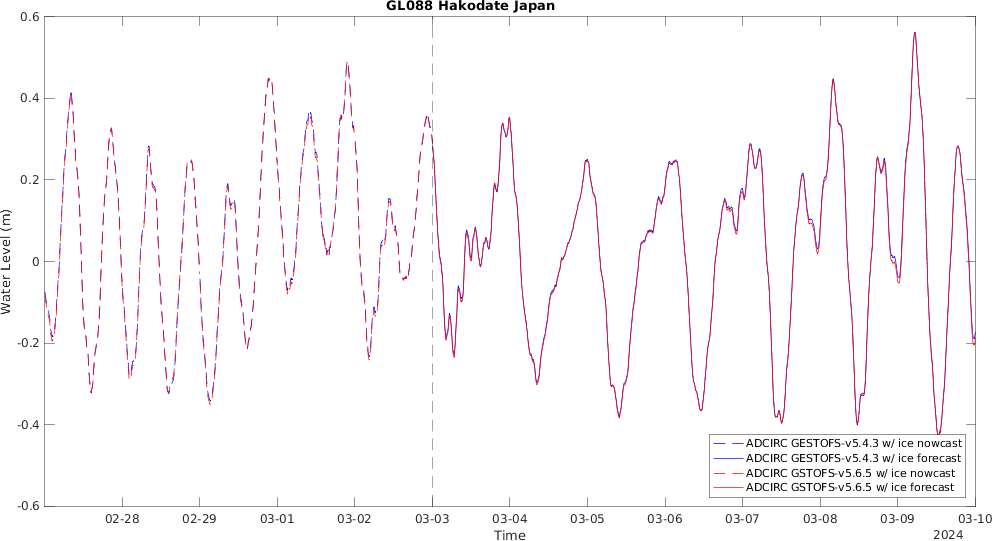 GL088 Hakodate Japan
0.6
0.4
0.2
0
-0.2
-0.4
-0.6
Water Level (m)
ADCIRC GESTOFS-v5.4.3 w/ ice nowcast
ADCIRC GESTOFS-v5.4.3 w/ ice forecast
ADCIRC GSTOFS-v5.6.5 w/ ice nowcast
ADCIRC GSTOFS-v5.6.5 w/ ice forecast
02-28 02-29 03-01 03-02 03-03 03-04 03-05 03-06 03-07 03-08 03-09 03-10
Time
2024